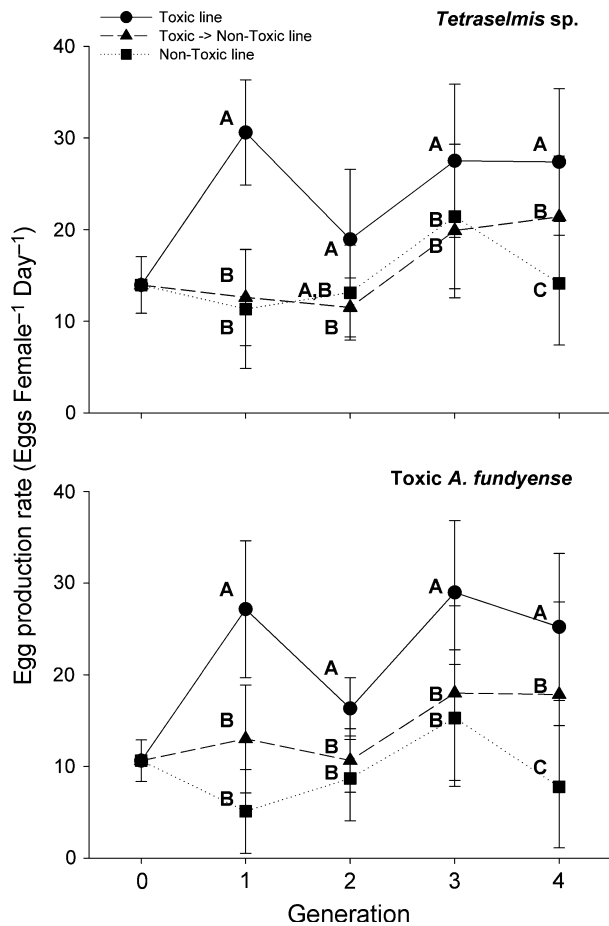 Toxic line
Toxic -> Non-Toxic line
Non-Toxic line
Tetraselmis sp.
40
30
20
10
0
A
B
B
A
A,B
B
A
B
B
A
B
C
Toxic A. fundyense
40
30
20
10
0
A
B
B
A
B
B
A
B
B
A
B
C
0 1 2 3 4
Generation
Egg production rate (Eggs Female⁻¹ Day⁻¹)